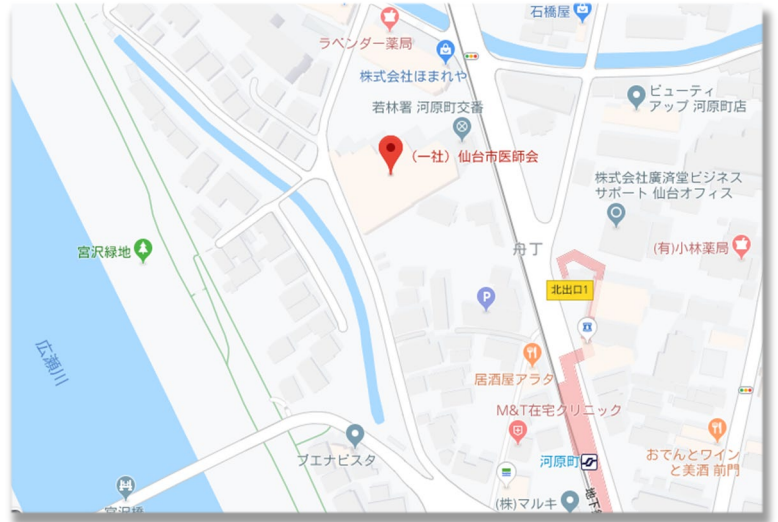 石橋屋
ラベンダー薬局
株式会社ほまれや
ビューティ
アップ 河原町店
若林署 河原町交番
(一社) 仙台市医師会
株式会社廣済堂ビジネス
サポート 仙台オフィス
舟丁
(有)小林薬局
宮沢緑地
P
北出口1
広瀬川
居酒屋アラタ
M&T在宅クリニック
ブエナビスタ
河原町
おでんとワイン
と美酒 前門
宮沢橋
(株)マルキ
地下